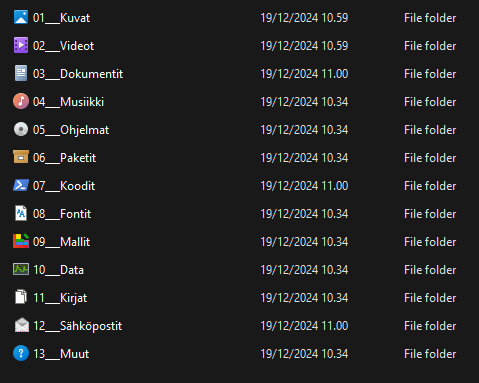 01___Kuvat 19/12/2024 10.59 File folder
02___Videot 19/12/2024 10.59 File folder
03___Dokumentit 19/12/2024 11.00 File folder
04___Musiikki 19/12/2024 10.34 File folder
05___Ohjelmat 19/12/2024 10.34 File folder
06___Paketit 19/12/2024 10.34 File folder
07___Koodit 19/12/2024 11.00 File folder
08___Fontit 19/12/2024 10.34 File folder
09___Mallit 19/12/2024 10.34 File folder
10___Data 19/12/2024 10.34 File folder
11___Kirjat 19/12/2024 10.34 File folder
12___Sähköpostit 19/12/2024 11.00 File folder
13___Muut 19/12/2024 10.34 File folder